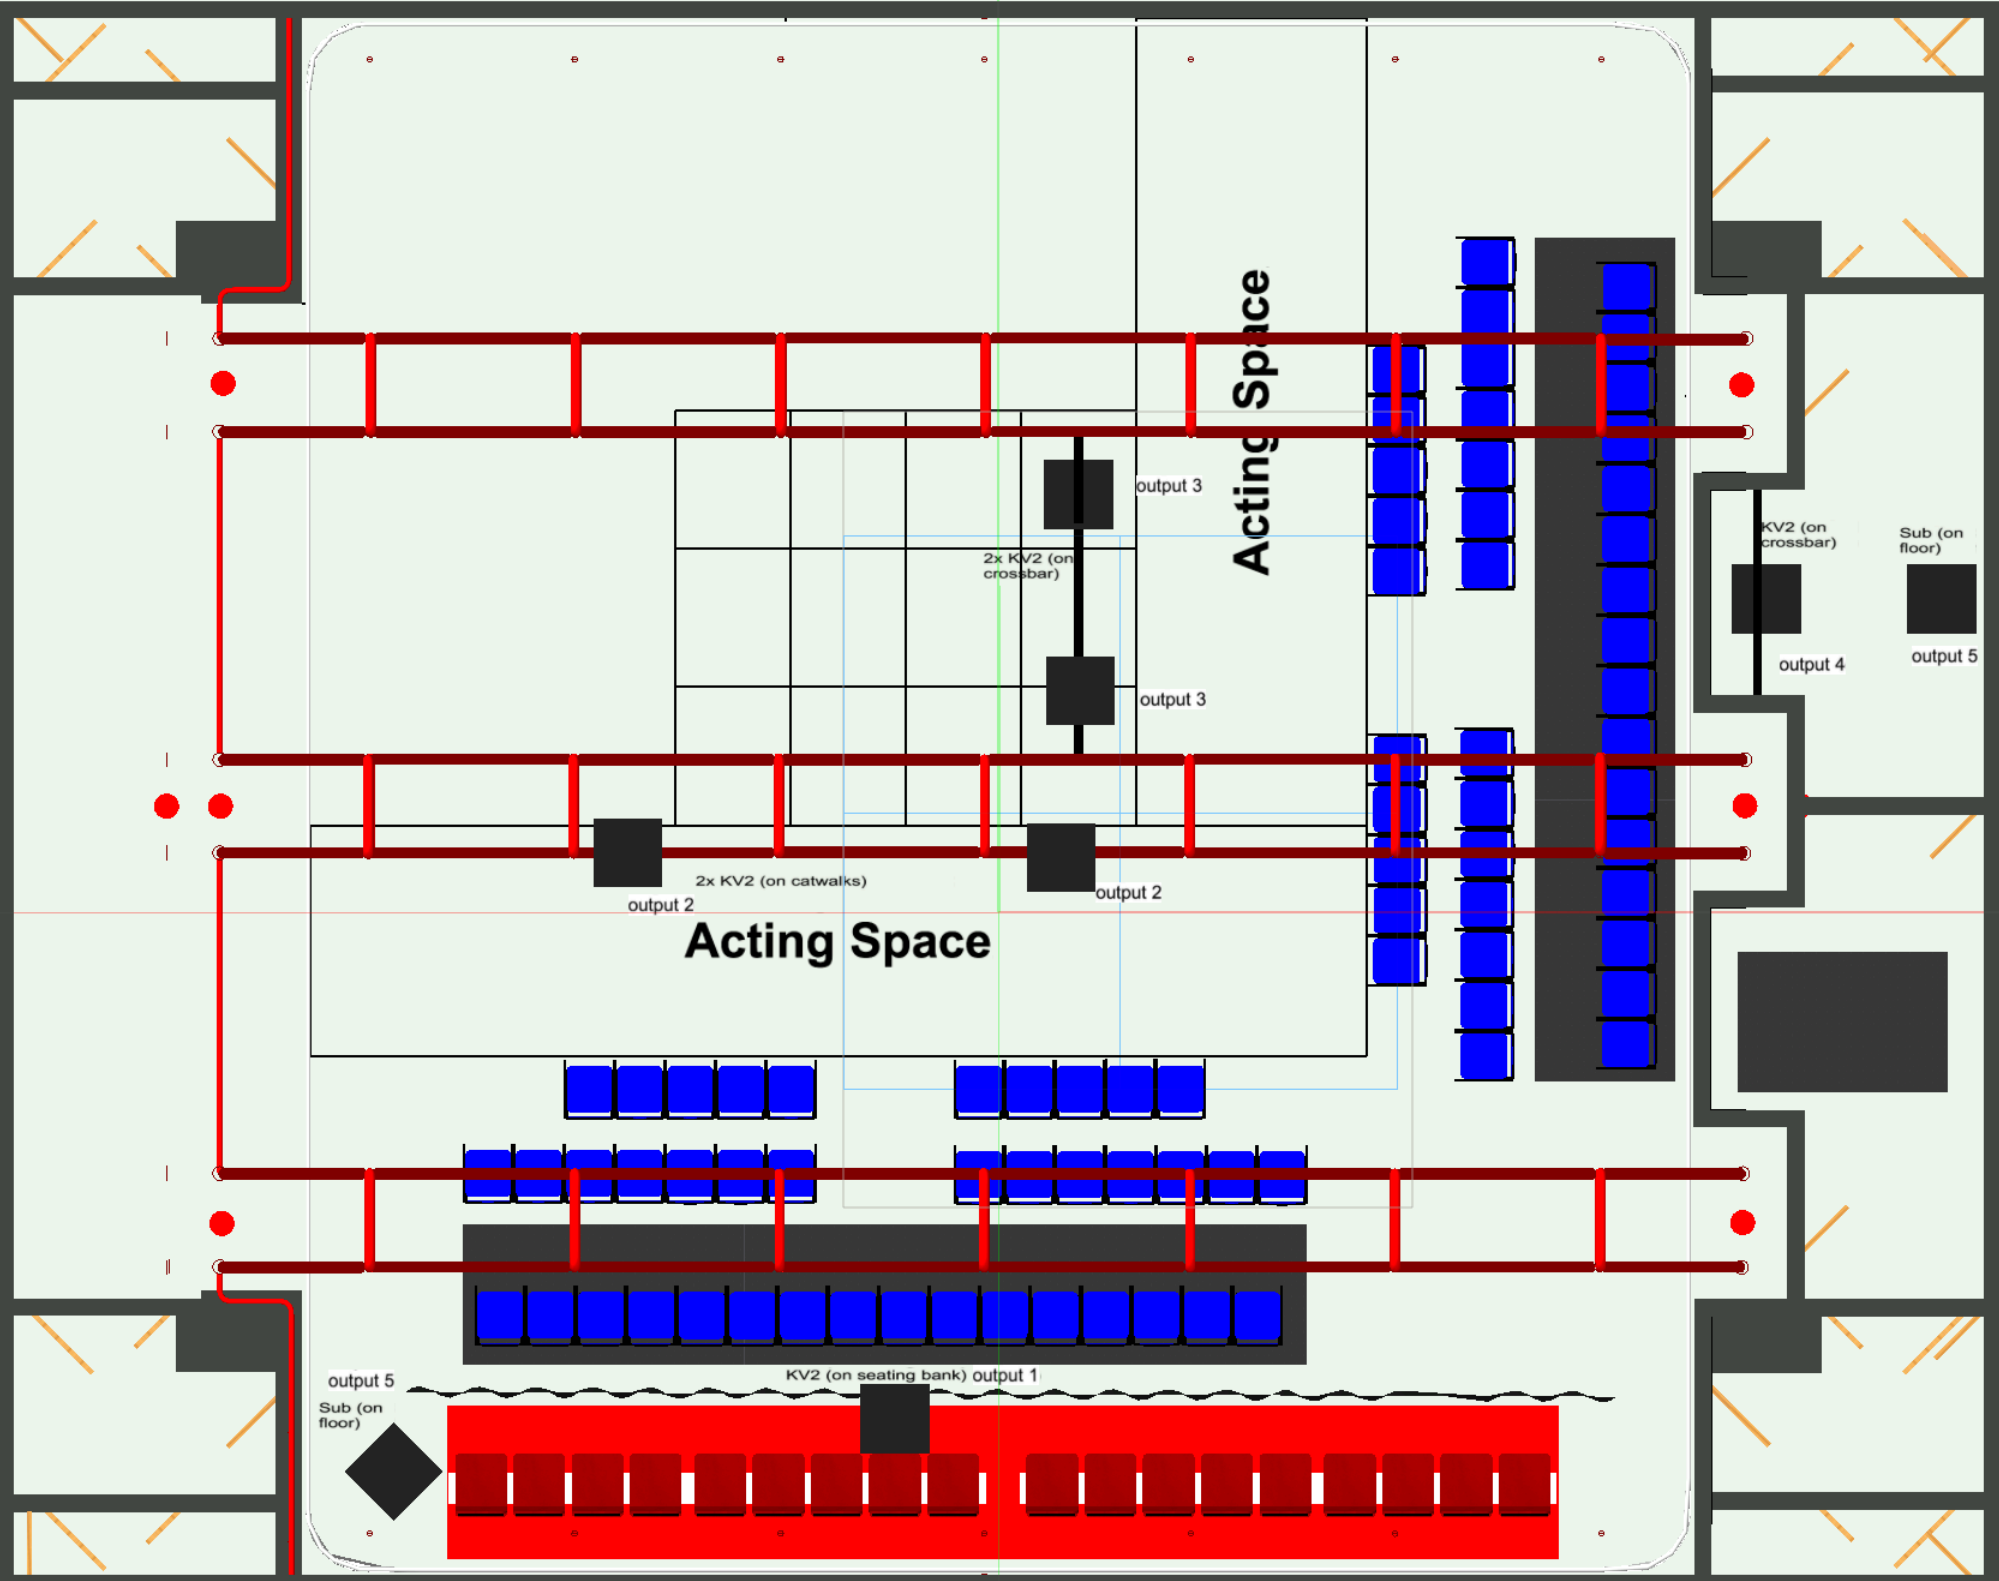 Acting Space
output 3
2x KV2 (on
crossbar)
output 3
KV2 (on
crossbar)
Sub (on
floor)
output 4
output 5
2x KV2 (on catwalks)
output 2
output 2
Acting Space
KV2 (on seating bank) output 1
output 5
Sub (on
floor)